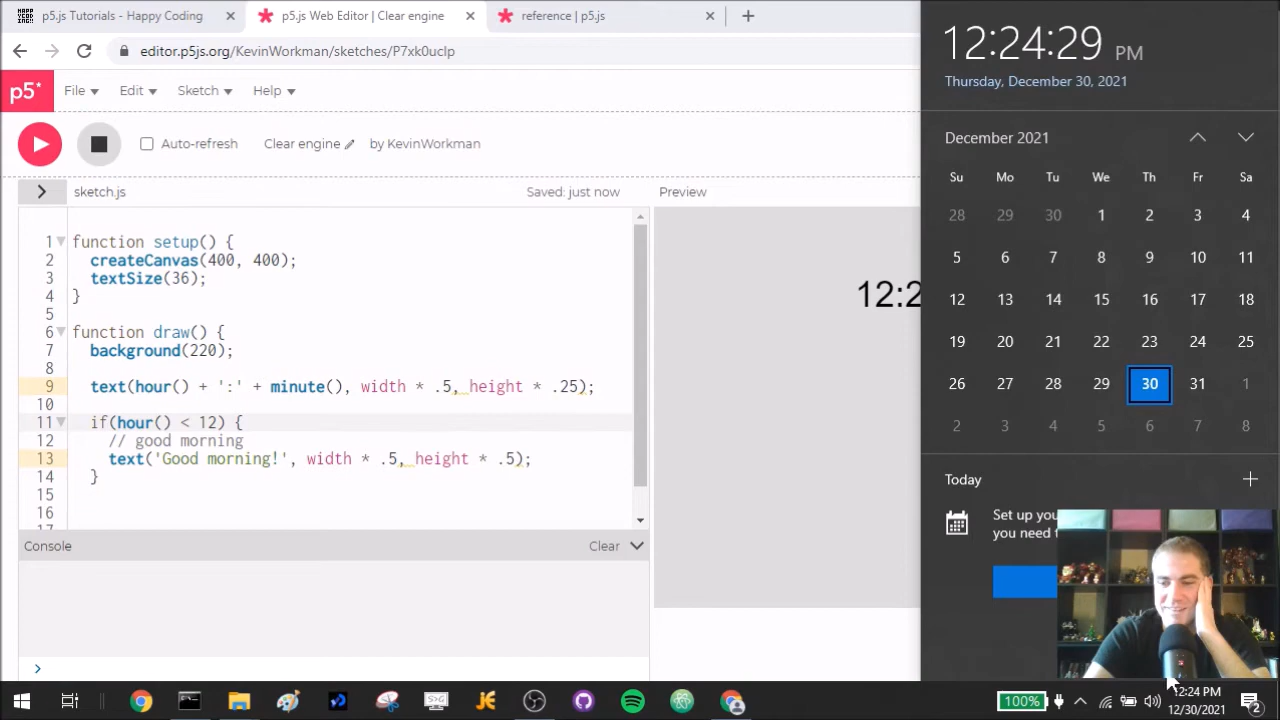 p5.js Tutorials - Happy Coding
p5.js Web Editor | Clear engine
reference | p5.js
editor.p5js.org/KevinWorkman/sketches/P7xk0ucIp
p5*
File
Edit
Sketch
Help
Auto-refresh
Clear engine
by KevinWorkman
sketch.js
Saved: just now
Preview
1 function setup() {
2 createCanvas(400, 400);
3 textSize(36);
4 }
5
6 function draw() {
7 background(220);
8
9 text(hour() + ':' + minute(), width * .5, height * .25);
10
11 if(hour() < 12) {
12 // good morning
13 text('Good morning!', width * .5, height * .5);
14 }
15
16
17
12:2
Console
Clear
12:24:29 PM
Thursday, December 30, 2021
December 2021
Su Mo Tu We Th Fr Sa
28 29 30 1 2 3 4
5 6 7 8 9 10 11
12 13 14 15 16 17 18
19 20 21 22 23 24 25
26 27 28 29 30 31 1
2 3 4 5 6 7 8
Today
Set up you
you need t
100%
12:24 PM
12/30/2021
2